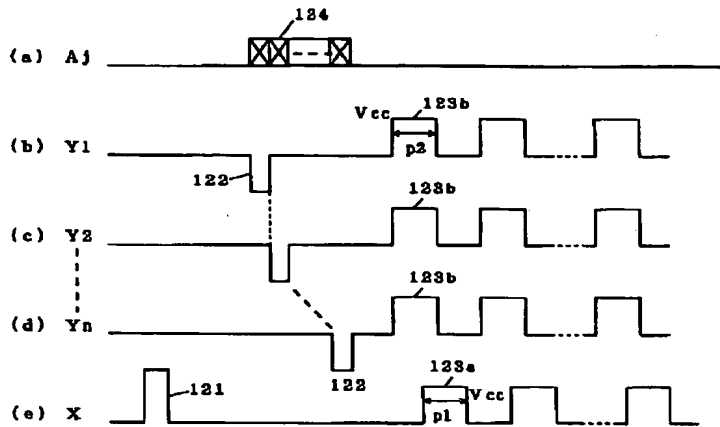 124
(a) Aj
Vcc 123b
(b) Y1 p2
122
123b
(c) Y2
123b
(d) Yn
122 123a
121 Vcc
(e) X p1